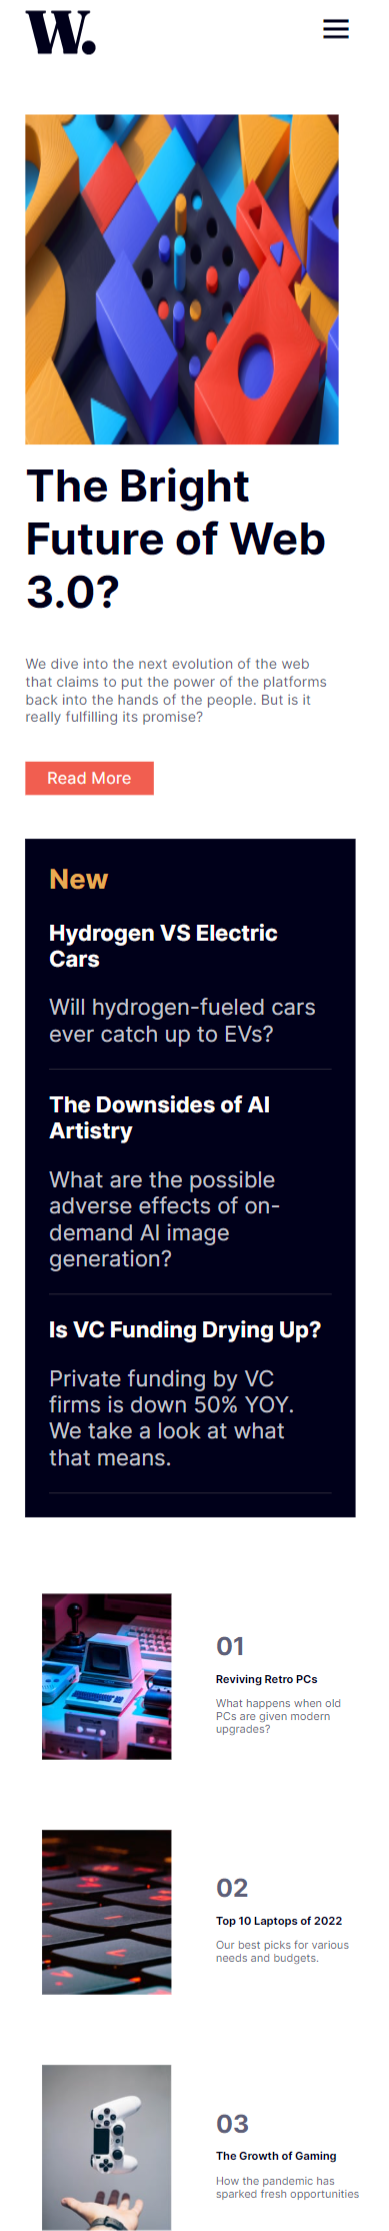 W.
The Bright
Future of Web
3.0?
We dive into the next evolution of the web
that claims to put the power of the platforms
back into the hands of the people. But is it
really fulfilling its promise?
Read More
New
Hydrogen VS Electric
Cars
Will hydrogen-fueled cars
ever catch up to EVs?
The Downsides of AI
Artistry
What are the possible
adverse effects of on-
demand AI image
generation?
Is VC Funding Drying Up?
Private funding by VC
firms is down 50% YOY.
We take a look at what
that means.
01
Reviving Retro PCs
What happens when old
PCs are given modern
upgrades?
02
Top 10 Laptops of 2022
Our best picks for various
needs and budgets.
03
The Growth of Gaming
How the pandemic has
sparked fresh opportunities